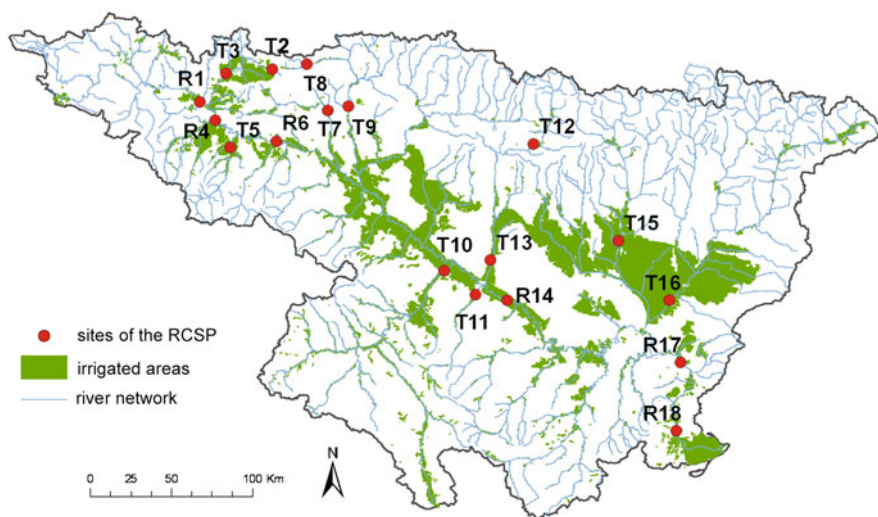 T3
T2
R1
T8
R4
T5
R6
T7
T9
T12
T15
T10
T13
T16
T11
R14
R17
R18
sites of the RCSP
irrigated areas
river network
N
0 25 50 100 Km